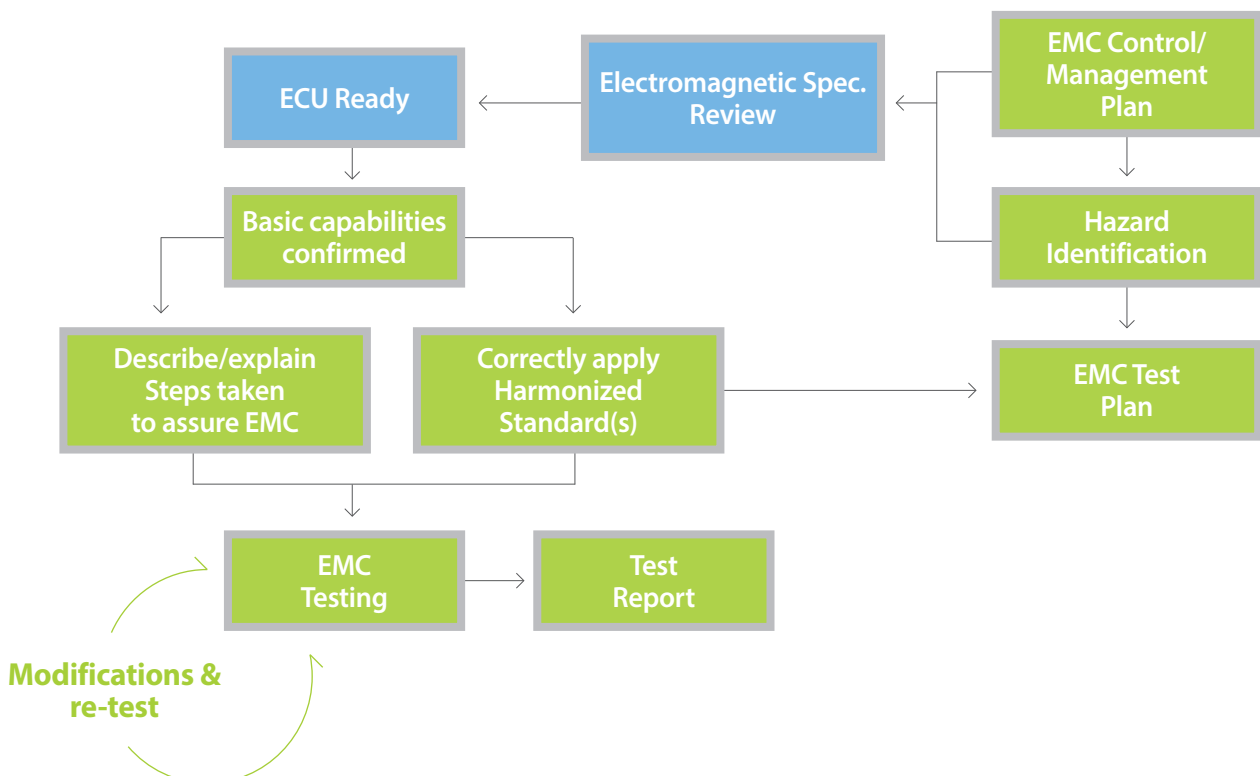 ECU Ready
Electromagnetic Spec.
Review
EMC Control/
Management
Plan
Basic capabilities
confirmed
Hazard
Identification
Describe/explain
Steps taken
to assure EMC
Correctly apply
Harmonized
Standard(s)
EMC Test
Plan
EMC
Testing
Test
Report
Modifications &
re-test